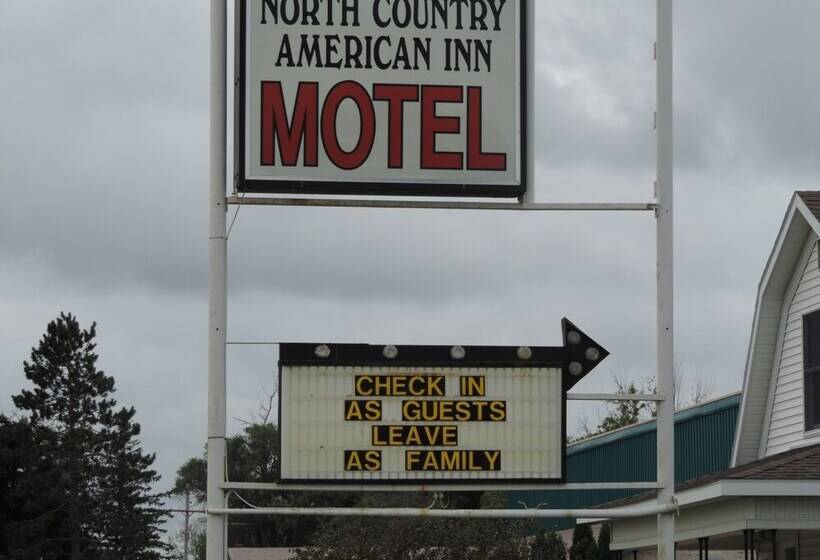 NORTH COUNTRY
AMERICAN INN
MOTEL
CHECK IN
AS GUESTS
LEAVE
AS FAMILY